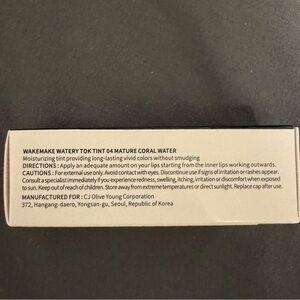 WAKEMAKE WATERY TOK TINT 04 MATURE CORAL WATER
Moisturizing tint providing long-lasting vivid colors without smudging
DIRECTIONS : Apply an adequate amount on your lips starting from the inner lips working outwards.
CAUTIONS : For external use only. Avoid contact with eyes. Discontinue use if signs of irritation or rashes appear.
Consult a specialist immediately if you experience redness, swelling, itching, irritation or discomfort when exposed
to sun. Keep out of reach of children. Store away from extreme temperatures or direct sunlight. Replace cap after use.
MANUFACTURED FOR : CJ Olive Young Corporation
372, Hangang-daero, Yongsan-gu, Seoul, Republic of Korea